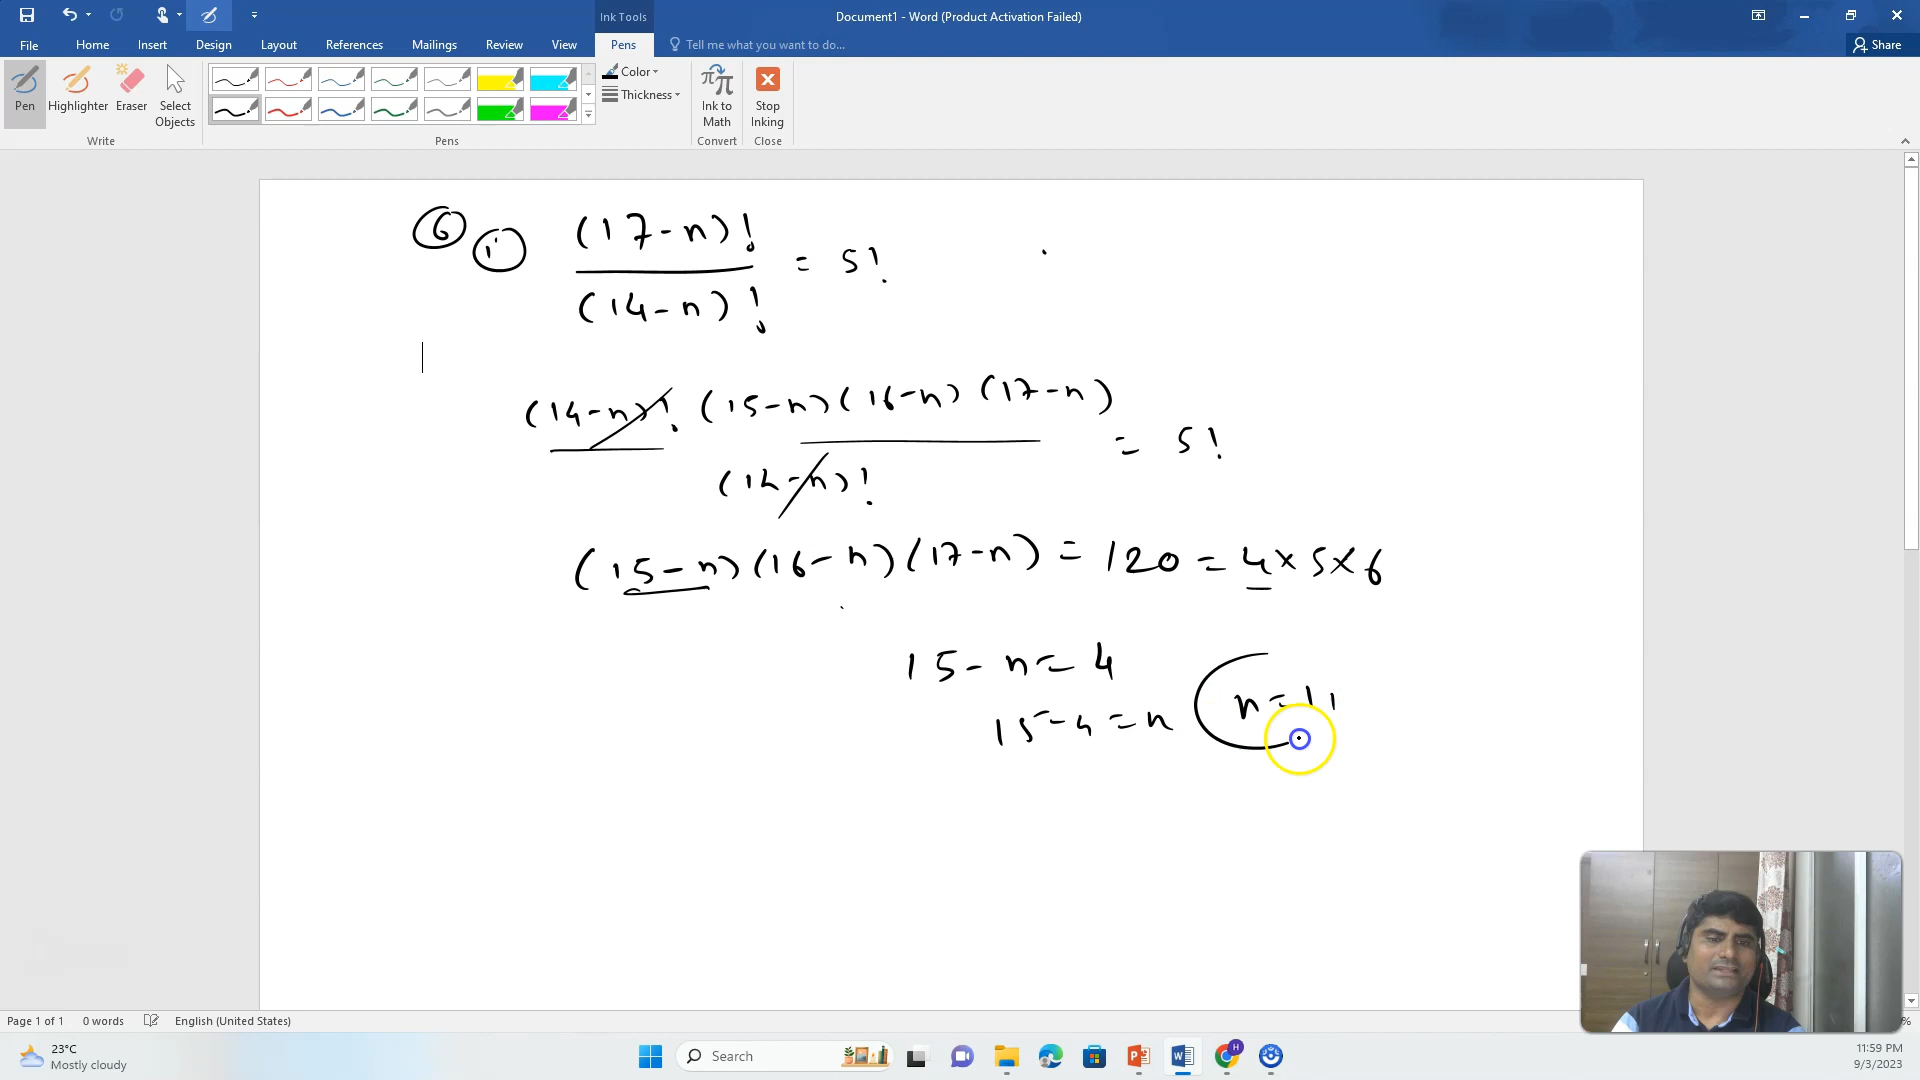 Ink Tools
Document1 - Word (Product Activation Failed)
File Home Insert Design Layout References Mailings Review View Pens Tell me what you want to do... Share
Pen Highlighter Eraser Select Objects
Color
Thickness
Ink to Math
Stop Inking
Write Pens Convert Close
6 i (17-n)!
= 5!
(14-n)!
(14-n)! (15-n)(16-n)(17-n)
= 5!
(14-n)!
(15-n)(16-n)(17-n) = 120 = 4×5×6
15-n=4
n=11
15-4=n
Page 1 of 1 0 words English (United States) %
23°C
Mostly cloudy
Search
H
11:59 PM
9/3/2023